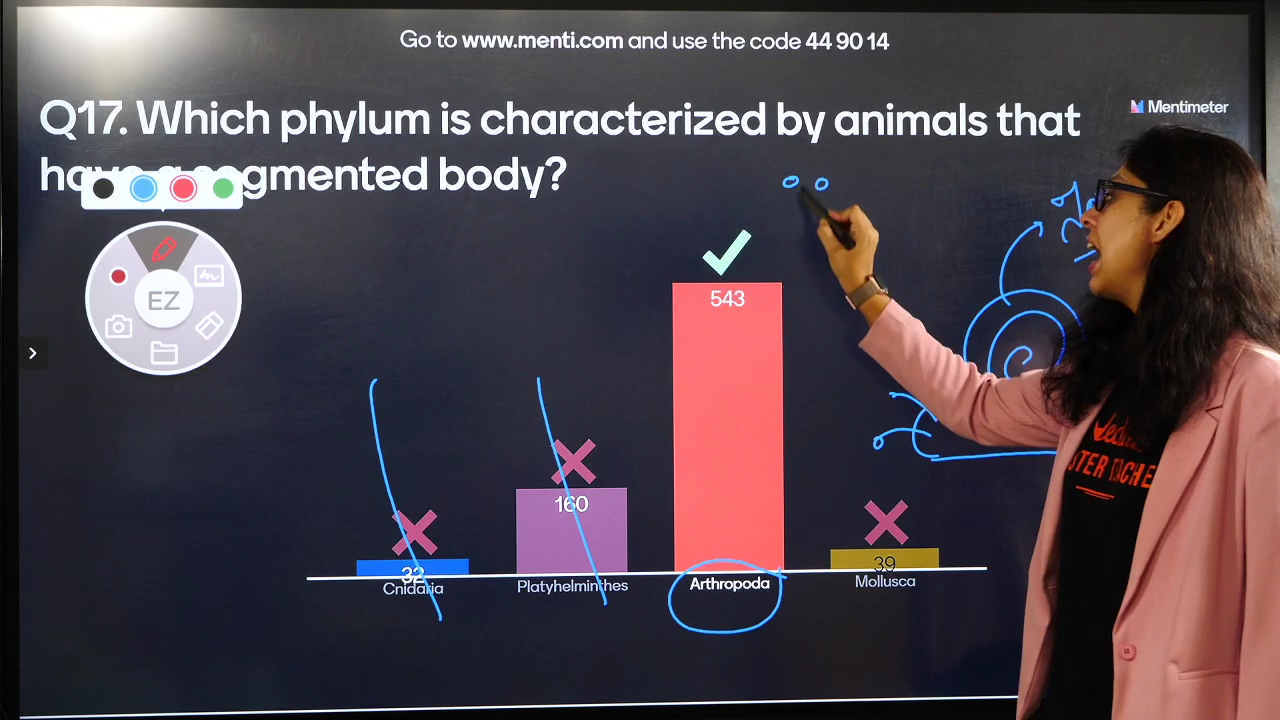 Go to www.menti.com and use the code 44 90 14
Q17. Which phylum is characterized by animals that
have a segmented body?
Mentimeter
EZ
543
160
32
39
Cnidaria
Platyhelminthes
Arthropoda
Mollusca